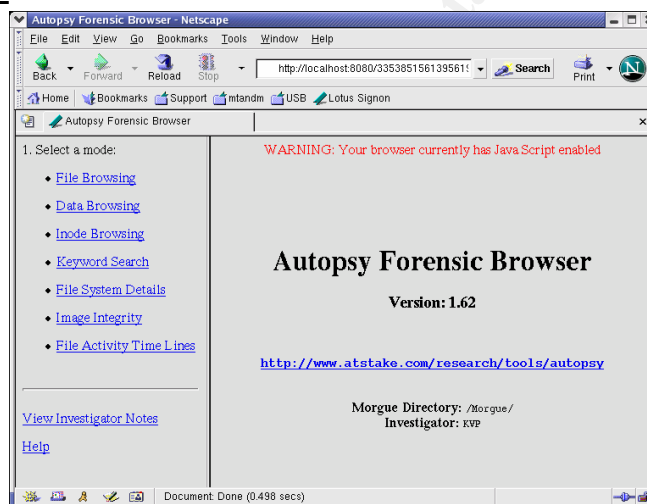 Autopsy Forensic Browser - Netscape
File Edit View Go Bookmarks Tools Window Help
Back Forward Reload Stop http://localhost:8080/3353851561395619 Search Print N
Home Bookmarks Support mtandm USB Lotus Signon
Autopsy Forensic Browser
1. Select a mode:
File Browsing
Data Browsing
Inode Browsing
Keyword Search
File System Details
Image Integrity
File Activity Time Lines
View Investigator Notes
Help
WARNING: Your browser currently has Java Script enabled
Autopsy Forensic Browser
Version: 1.62
http://www.atstake.com/research/tools/autopsy
Morgue Directory: /Morgue/
Investigator: KVP
Document: Done (0.498 secs)